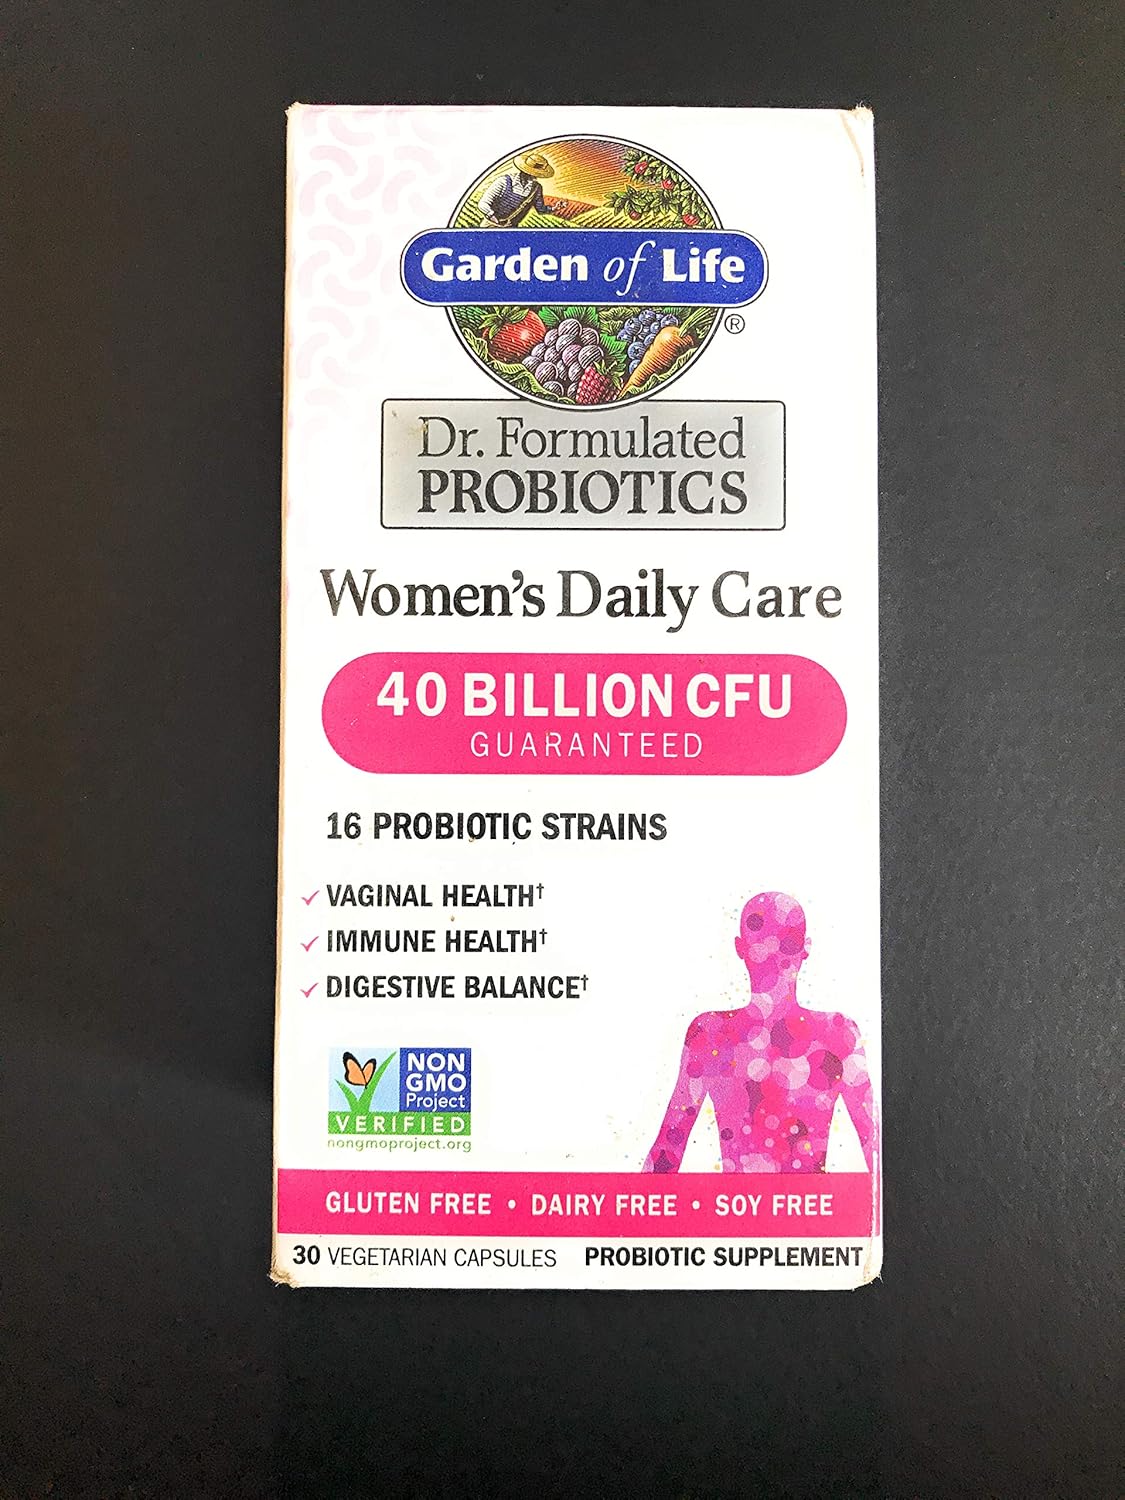 Garden of Life
®
Dr. Formulated
PROBIOTICS
Women's Daily Care
40 BILLION CFU
GUARANTEED
16 PROBIOTIC STRAINS
VAGINAL HEALTH†
IMMUNE HEALTH†
DIGESTIVE BALANCE†
NON
GMO
Project
VERIFIED
nongmoproject.org
GLUTEN FREE • DAIRY FREE • SOY FREE
30 VEGETARIAN CAPSULES PROBIOTIC SUPPLEMENT